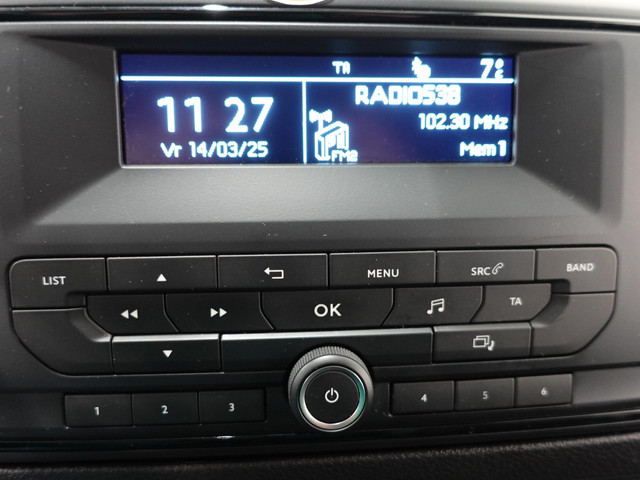 TA 7°C
11 27
Vr 14/03/25
RADIO538
102.30 MHz
FM2 Mem1
LIST MENU SRC BAND
OK TA
1 2 3 4 5 6